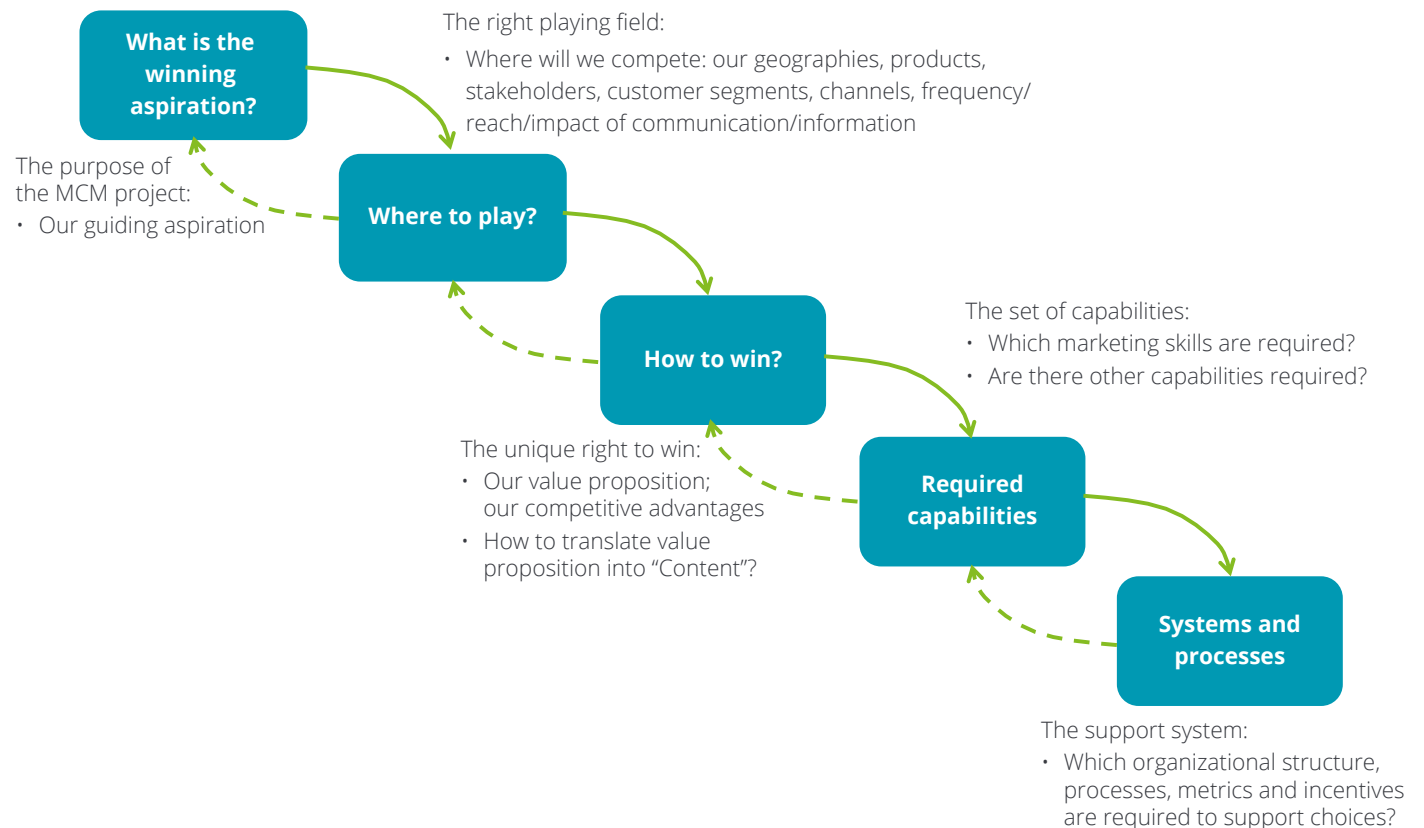 What is the
winning
aspiration?
The right playing field:
• Where will we compete: our geographies, products,
stakeholders, customer segments, channels, frequency/
reach/impact of communication/information
The purpose of
the MCM project:
• Our guiding aspiration
Where to play?
How to win?
The set of capabilities:
• Which marketing skills are required?
• Are there other capabilities required?
The unique right to win:
• Our value proposition;
our competitive advantages
• How to translate value
proposition into “Content”?
Required
capabilities
Systems and
processes
The support system:
• Which organizational structure,
processes, metrics and incentives
are required to support choices?